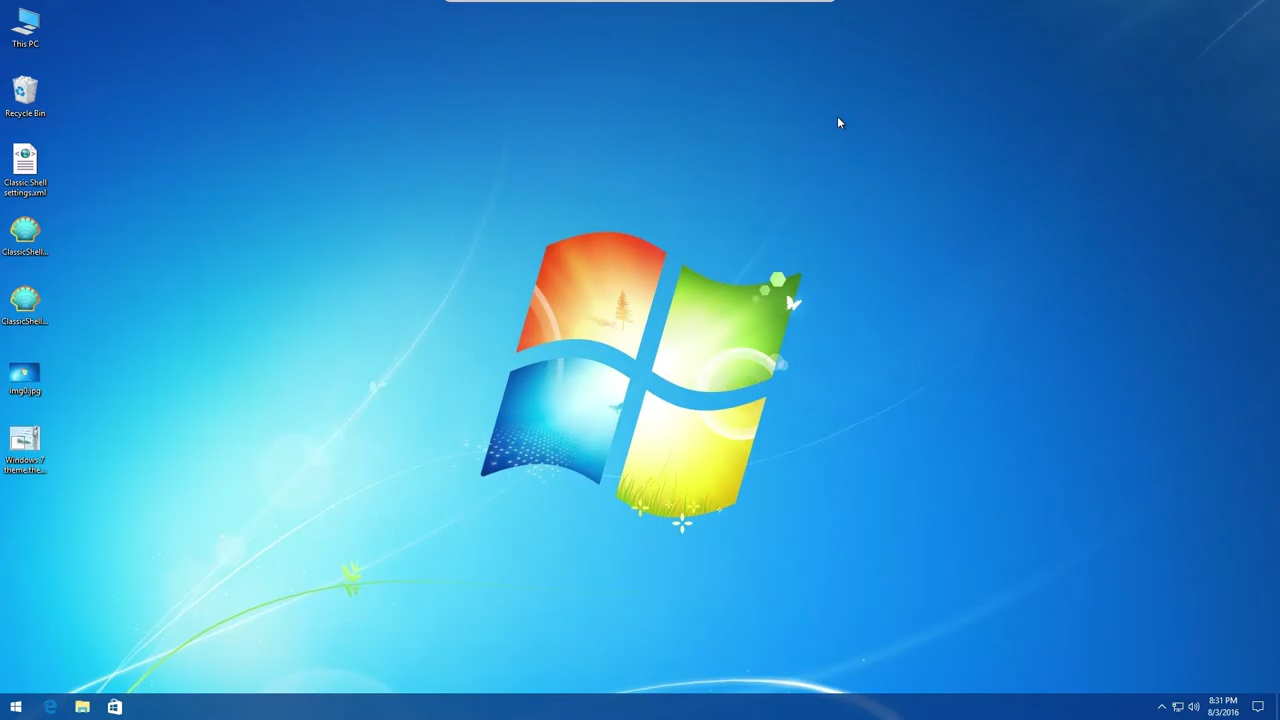 This PC
Recycle Bin
Classic Shell
settings.xml
ClassicShell...
ClassicShell...
img0.jpg
Windows 7
theme.the...
8:31 PM
8/3/2016